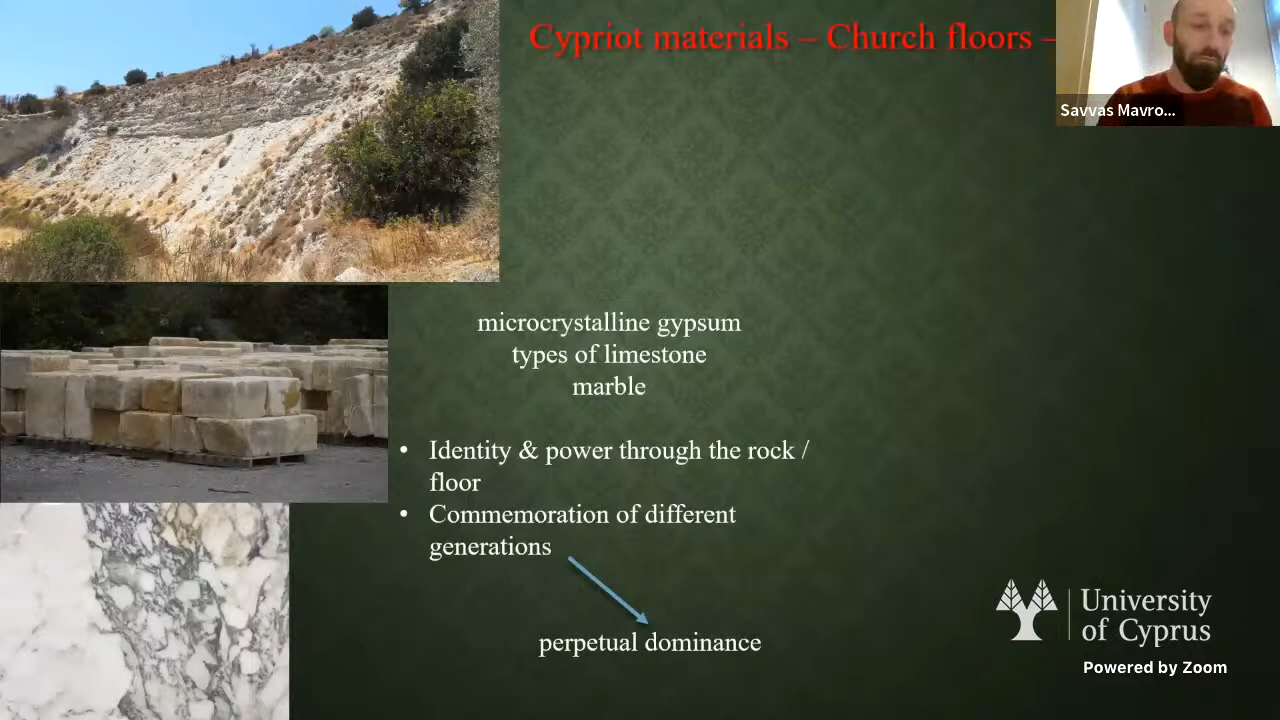 Cypriot materials – Church floors –
Savvas Mavro...
microcrystalline gypsum
types of limestone
marble
• Identity & power through the rock /
floor
• Commemoration of different
generations
perpetual dominance
University
of Cyprus
Powered by Zoom